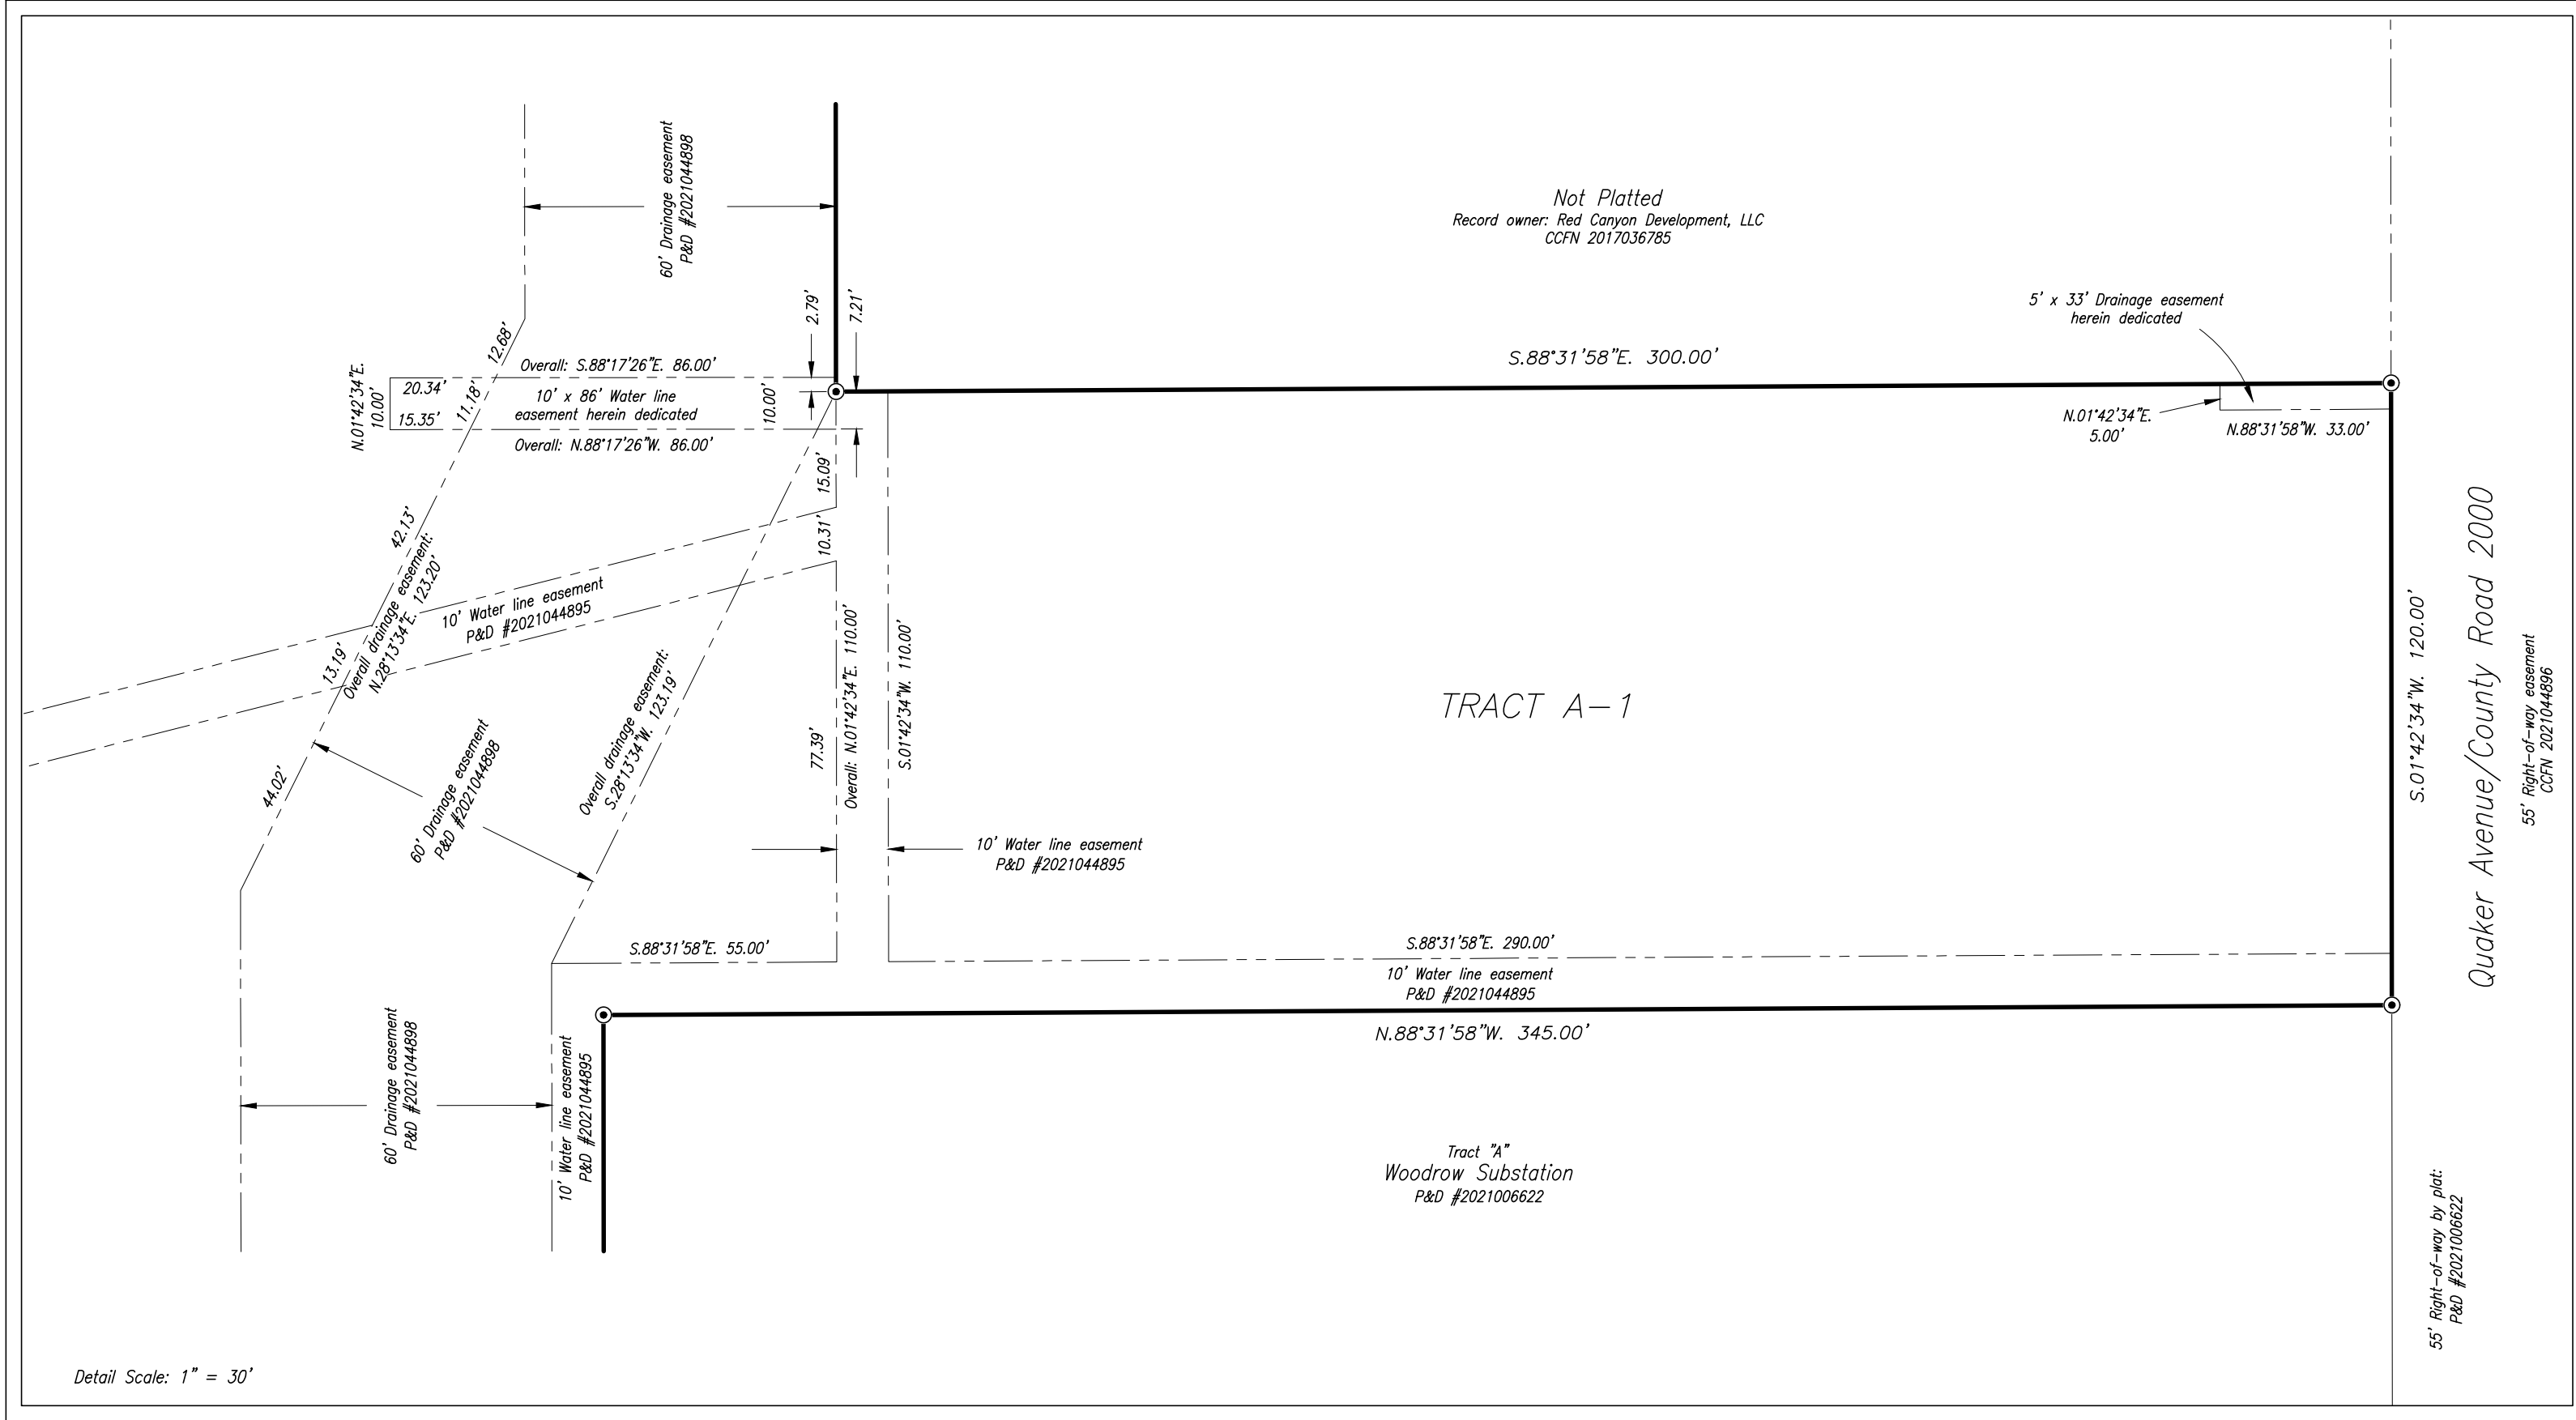 60' Drainage easement
P&D #2021044898
Not Platted
Record owner: Red Canyon Development, LLC
CCFN 2017036785
5' x 33' Drainage easement
herein dedicated
2.79'
7.21'
S.88°31'58"E. 300.00'
12.68'
Overall: S.88°17'26"E. 86.00'
N.01°42'34"E.
10.00'
20.34'
11.18'
10' x 86' Water line
easement herein dedicated
10.00'
15.35'
Overall: N.88°17'26"W. 86.00'
N.01°42'34"E.
5.00'
N.88°31'58"W. 33.00'
15.09'
10.31'
42.13'
Overall drainage easement:
N.28°13'34"E. 123.20'
10' Water line easement
P&D #2021044895
13.19'
44.02'
60' Drainage easement
P&D #2021044898
Overall drainage easement:
S.28°13'34"W. 123.19'
77.39'
Overall: N.01°42'34"E. 110.00'
S.01°42'34"W. 110.00'
TRACT A-1
S.01°42'34"W. 120.00'
Quaker Avenue/County Road 2000
55' Right-of-way easement
CCFN 2021044896
10' Water line easement
P&D #2021044895
S.88°31'58"E. 55.00'
S.88°31'58"E. 290.00'
10' Water line easement
P&D #2021044895
N.88°31'58"W. 345.00'
60' Drainage easement
P&D #2021044898
10' Water line easement
P&D #2021044895
Tract "A"
Woodrow Substation
P&D #2021006622
55' Right-of-way by plat:
P&D #2021006622
Detail Scale: 1" = 30'